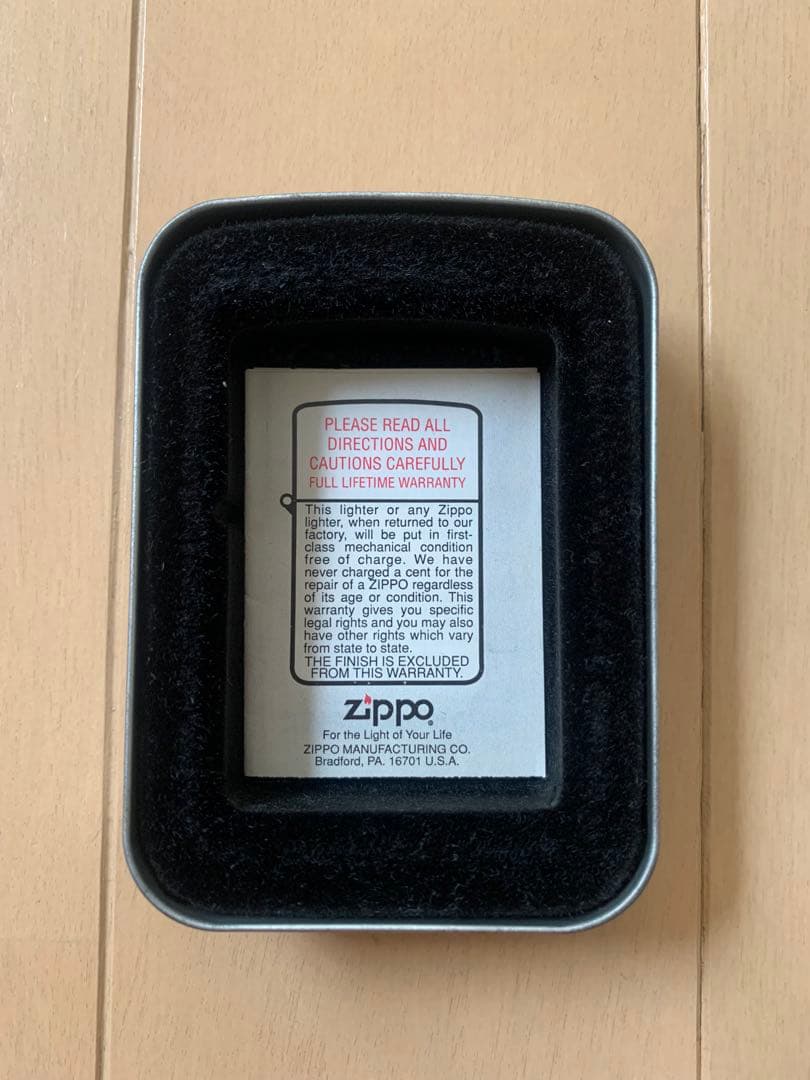 PLEASE READ ALL
DIRECTIONS AND
CAUTIONS CAREFULLY
FULL LIFETIME WARRANTY
This lighter or any Zippo
lighter, when returned to our
factory, will be put in first-
class mechanical condition
free of charge. We have
never charged a cent for the
repair of a ZIPPO regardless
of its age or condition. This
warranty gives you specific
legal rights and you may also
have other rights which vary
from state to state.
THE FINISH IS EXCLUDED
FROM THIS WARRANTY.
zippo®
For the Light of Your Life
ZIPPO MANUFACTURING CO.
Bradford, PA. 16701 U.S.A.